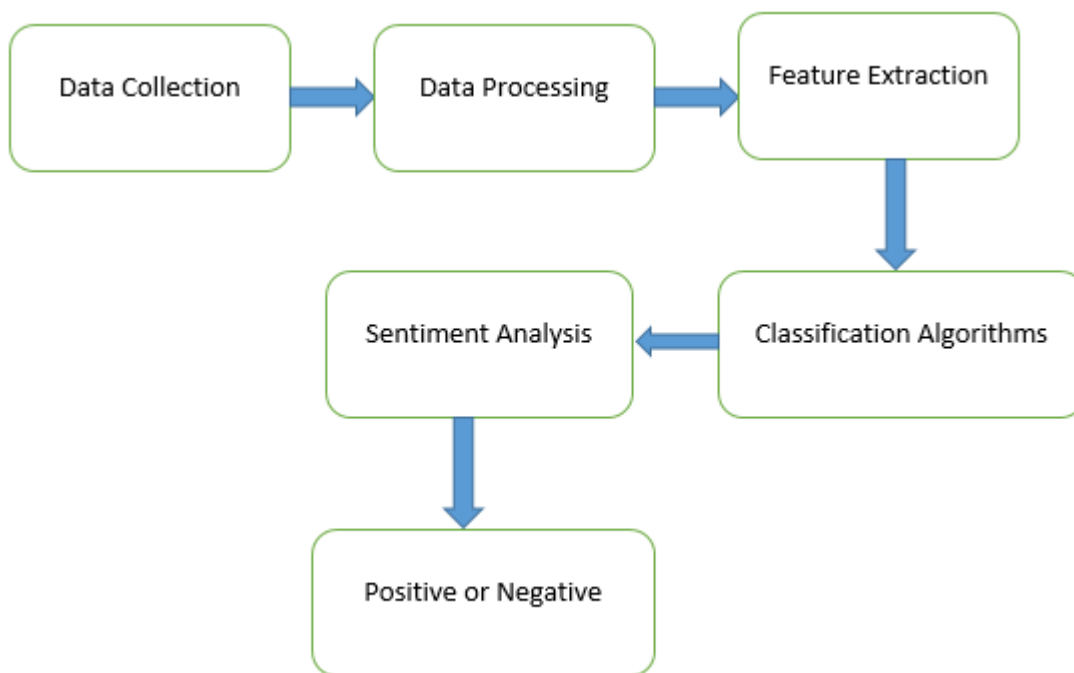 Data Collection
Data Processing
Feature Extraction
Classification Algorithms
Sentiment Analysis
Positive or Negative